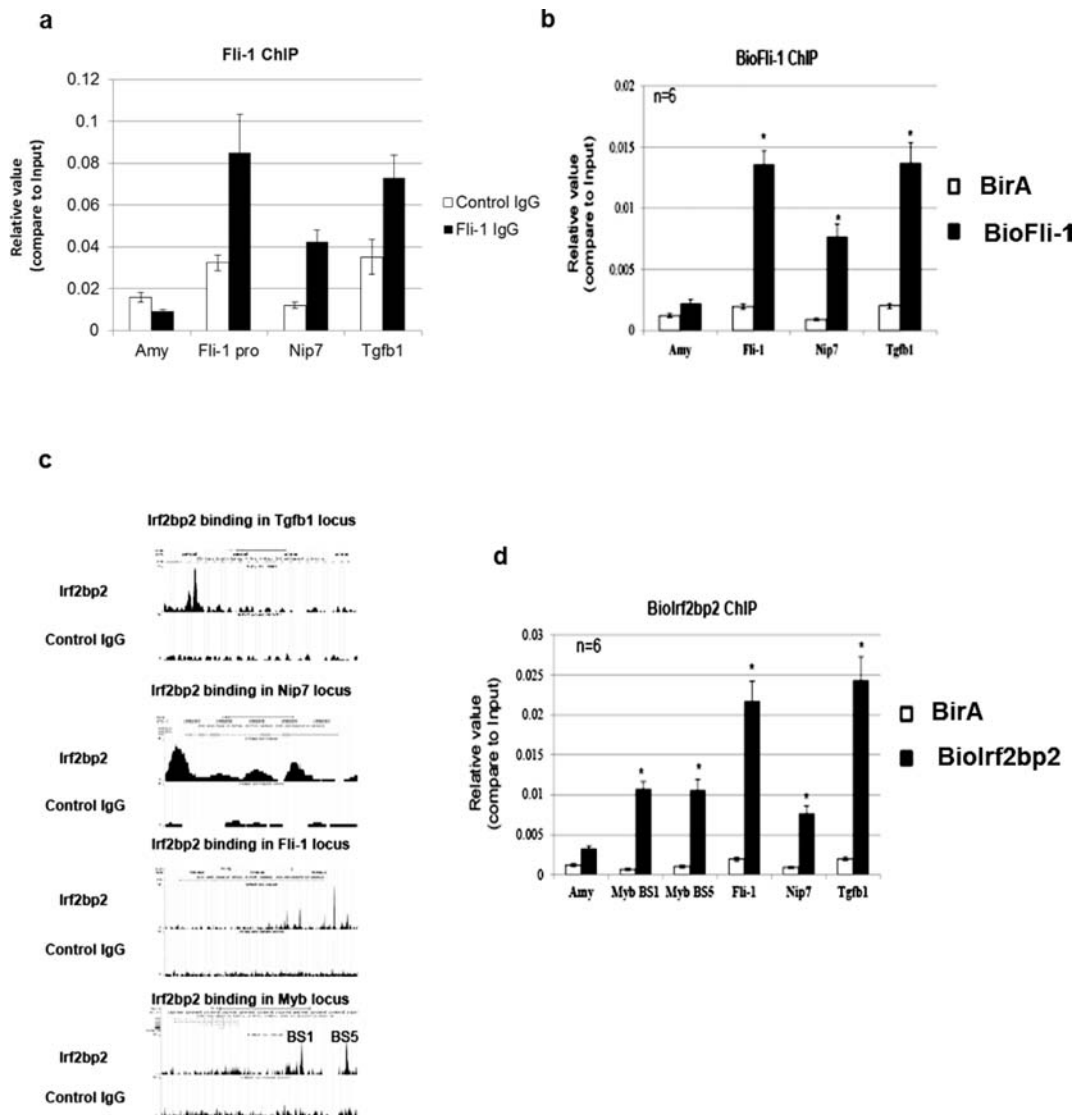 a
Fli-1 ChIP
0.12
0.1
0.08
0.06
0.04
0.02
0
Relative value
(compare to Input)
Amy Fli-1 pro Nip7 Tgfb1
Control IgG
Fli-1 IgG
b
BioFli-1 ChIP
n=6
0.02
0.015
0.01
0.005
0
Relative value
(compare to Input)
* * *
Amy Fli-1 Nip7 Tgfb1
BirA
BioFli-1
c
Irf2bp2 binding in Tgfb1 locus
Irf2bp2
Control IgG
Irf2bp2 binding in Nip7 locus
Irf2bp2
Control IgG
Irf2bp2 binding in Fli-1 locus
Irf2bp2
Control IgG
Irf2bp2 binding in Myb locus
BS1 BS5
Irf2bp2
Control IgG
d
BioIrf2bp2 ChIP
n=6
0.03
0.025
0.02
0.015
0.01
0.005
0
Relative value
(compare to Input)
* * * * *
Amy Myb BS1 Myb BS5 Fli-1 Nip7 Tgfb1
BirA
BioIrf2bp2